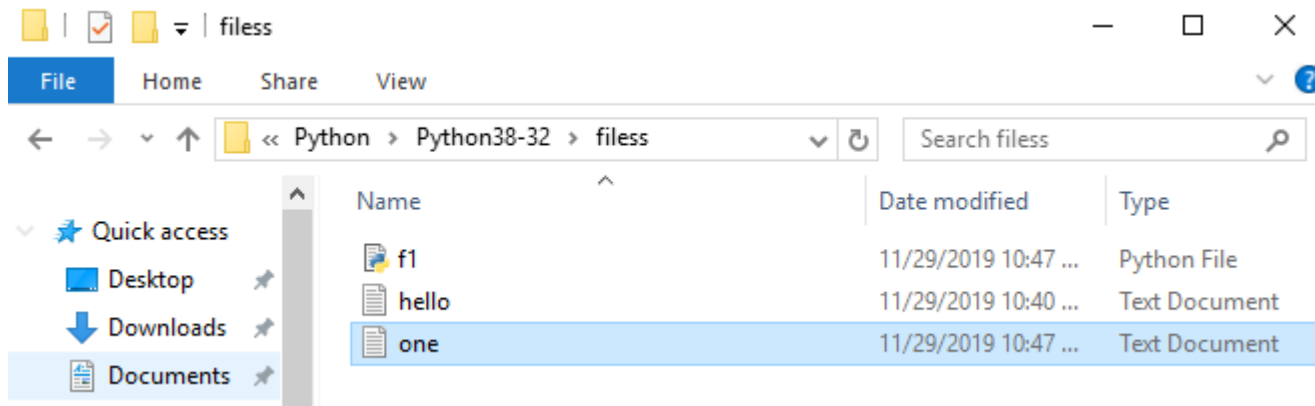 filess
File Home Share View
« Python > Python38-32 > filess Search filess
Name Date modified Type
Quick access
f1 11/29/2019 10:47 ... Python File
Desktop
hello 11/29/2019 10:40 ... Text Document
Downloads
one 11/29/2019 10:47 ... Text Document
Documents